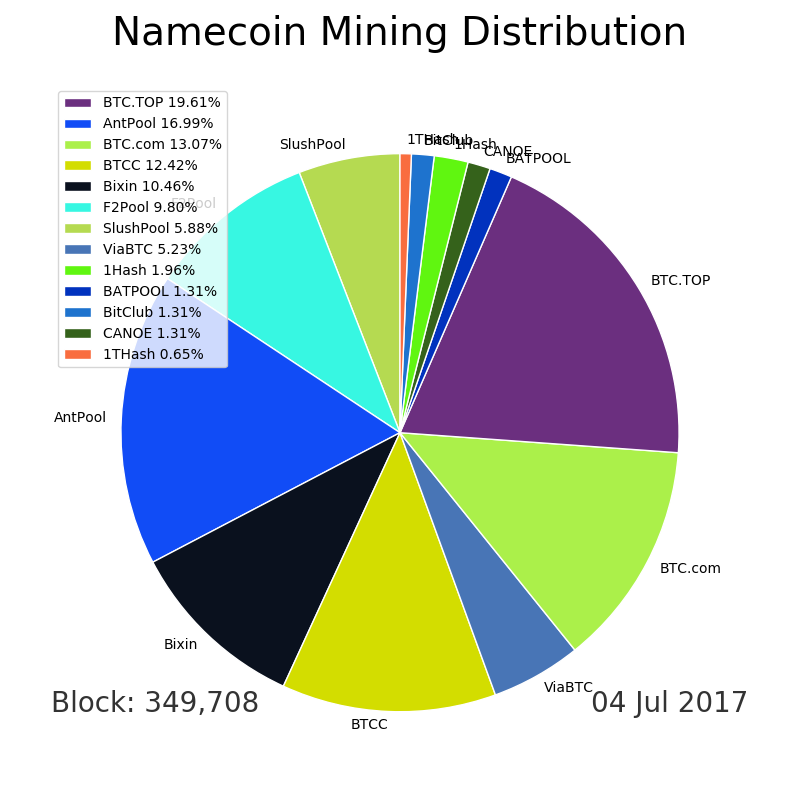 Namecoin Mining Distribution
BTC.TOP 19.61%
AntPool 16.99%
BTC.com 13.07%
BTCC 12.42%
Bixin 10.46%
F2Pool 9.80%
SlushPool 5.88%
ViaBTC 5.23%
1Hash 1.96%
BATPOOL 1.31%
BitClub 1.31%
CANOE 1.31%
1THash 0.65%
SlushPool
1THash
BitClub
1Hash
CANOE
BATPOOL
F2Pool
BTC.TOP
AntPool
BTC.com
Bixin
ViaBTC
BTCC
Block: 349,708
04 Jul 2017